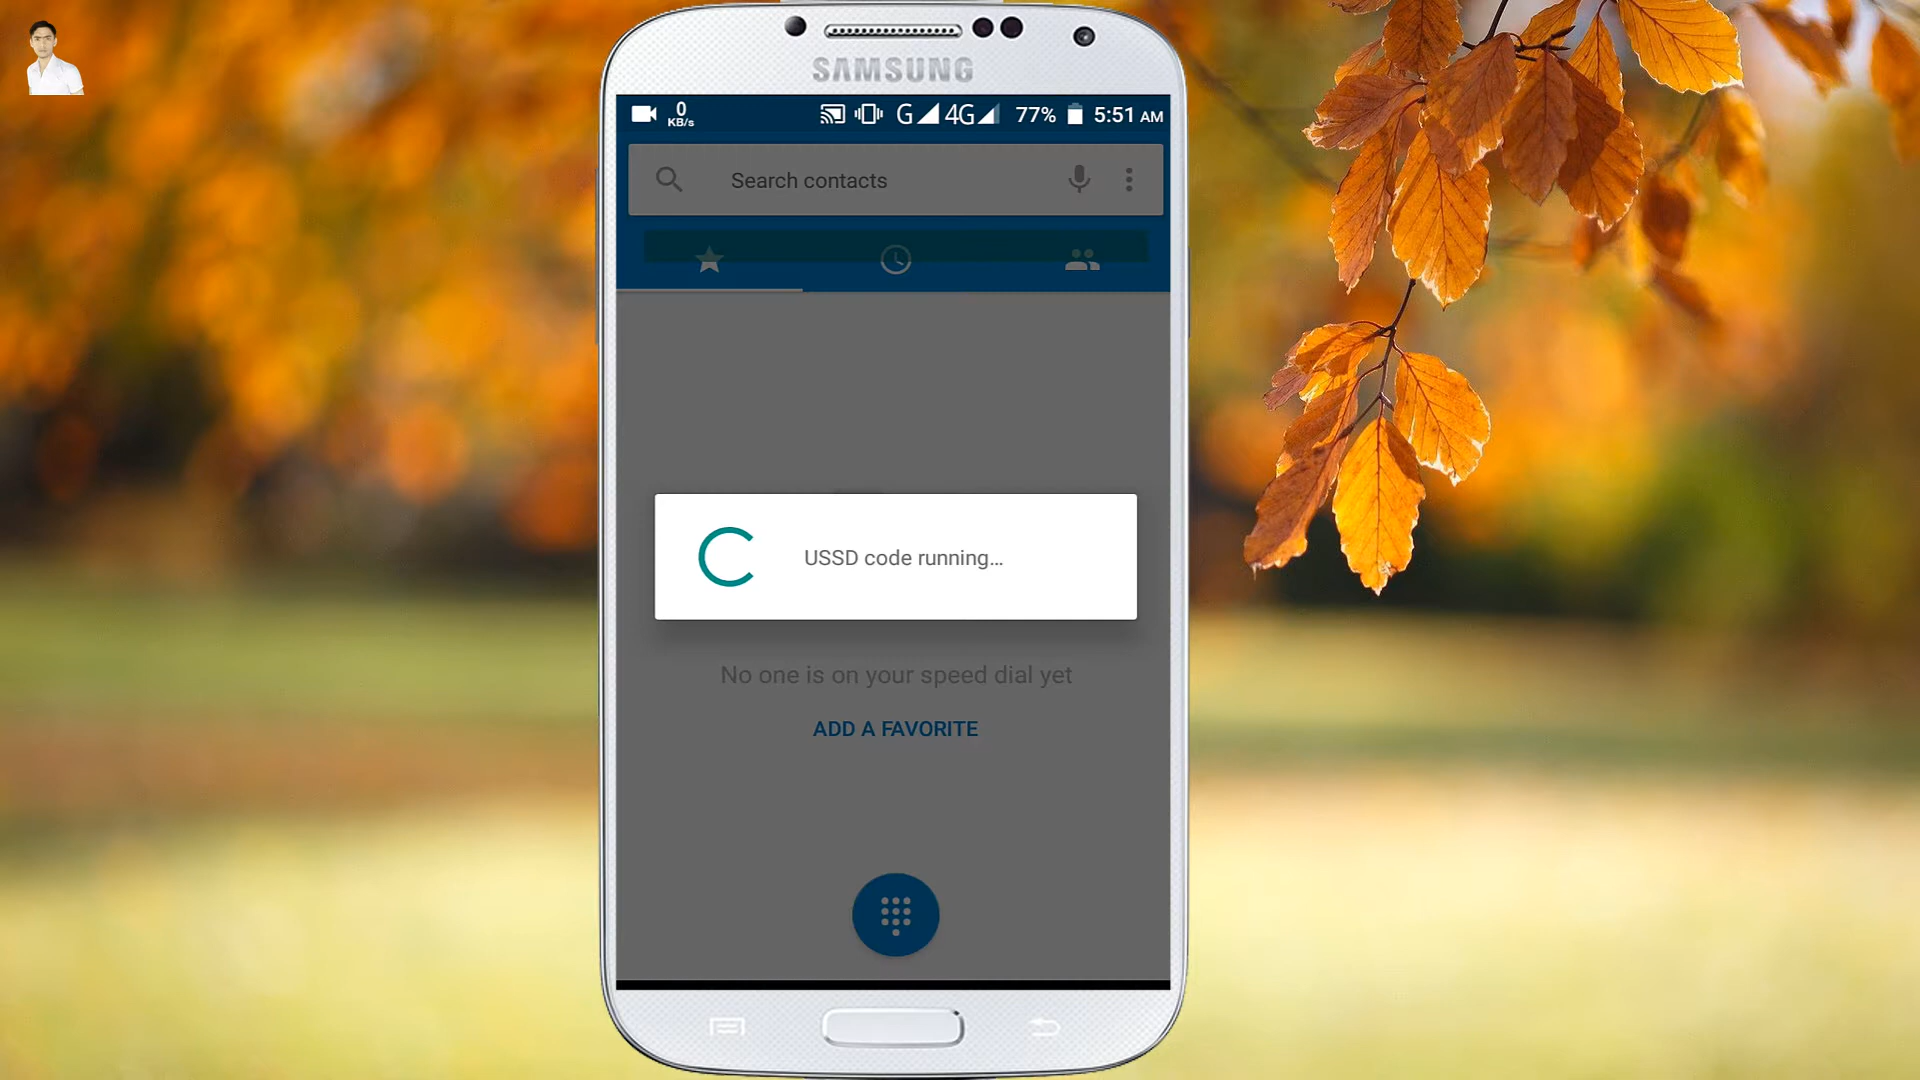 SAMSUNG
0
KB/s
G 4G 77% 5:51 AM
Search contacts
USSD code running...
No one is on your speed dial yet
ADD A FAVORITE